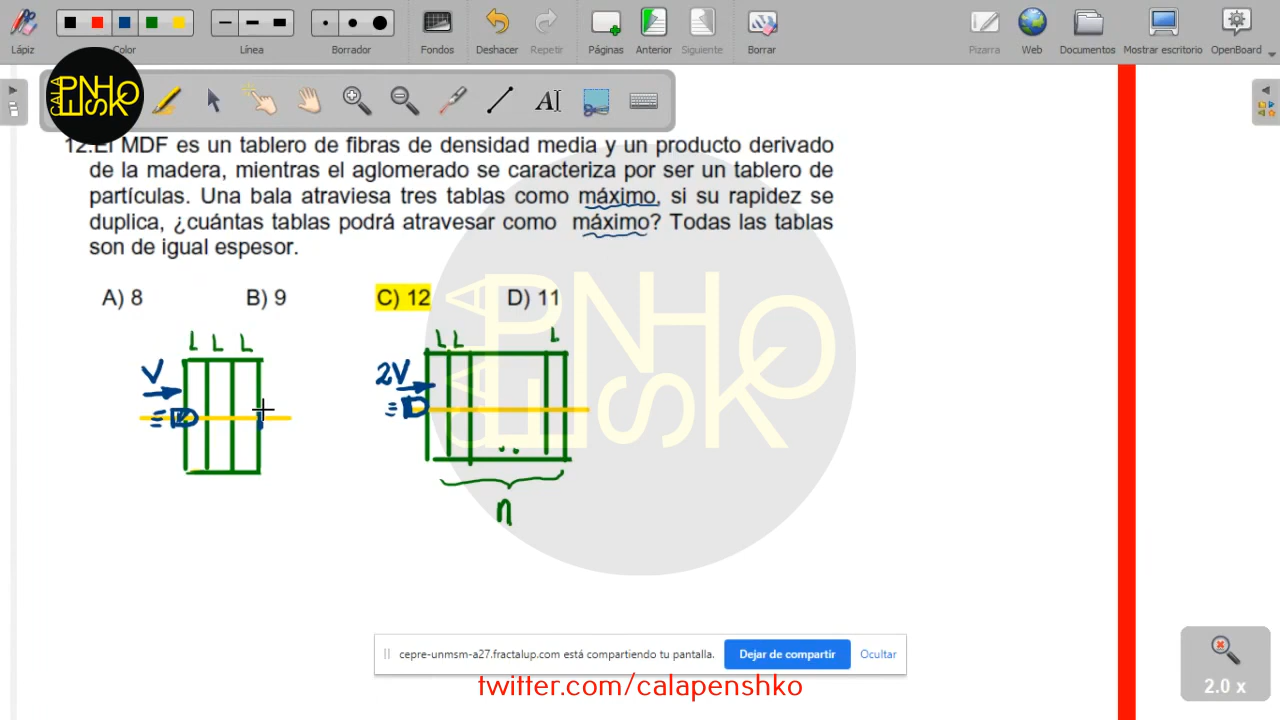 Lápiz
Color
Línea
Borrador
Fondos
Deshacer
Repetir
Páginas
Anterior
Siguiente
Borrar
Pizarra
Web
Documentos
Mostrar escritorio
OpenBoard
CALA
PENSHKO
12.El MDF es un tablero de fibras de densidad media y un producto derivado
de la madera, mientras el aglomerado se caracteriza por ser un tablero de
partículas. Una bala atraviesa tres tablas como máximo, si su rapidez se
duplica, ¿cuántas tablas podrá atravesar como máximo? Todas las tablas
son de igual espesor.
A) 8 B) 9 C) 12 D) 11
L L L
V
L L L
2V
n
CALA
PENSHKO
cepre-unmsm-a27.fractalup.com está compartiendo tu pantalla.
Dejar de compartir
Ocultar
twitter.com/calapenshko
2.0 x